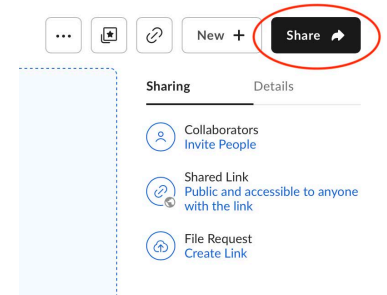 New + Share
Sharing Details
Collaborators
Invite People
Shared Link
Public and accessible to anyone
with the link
File Request
Create Link